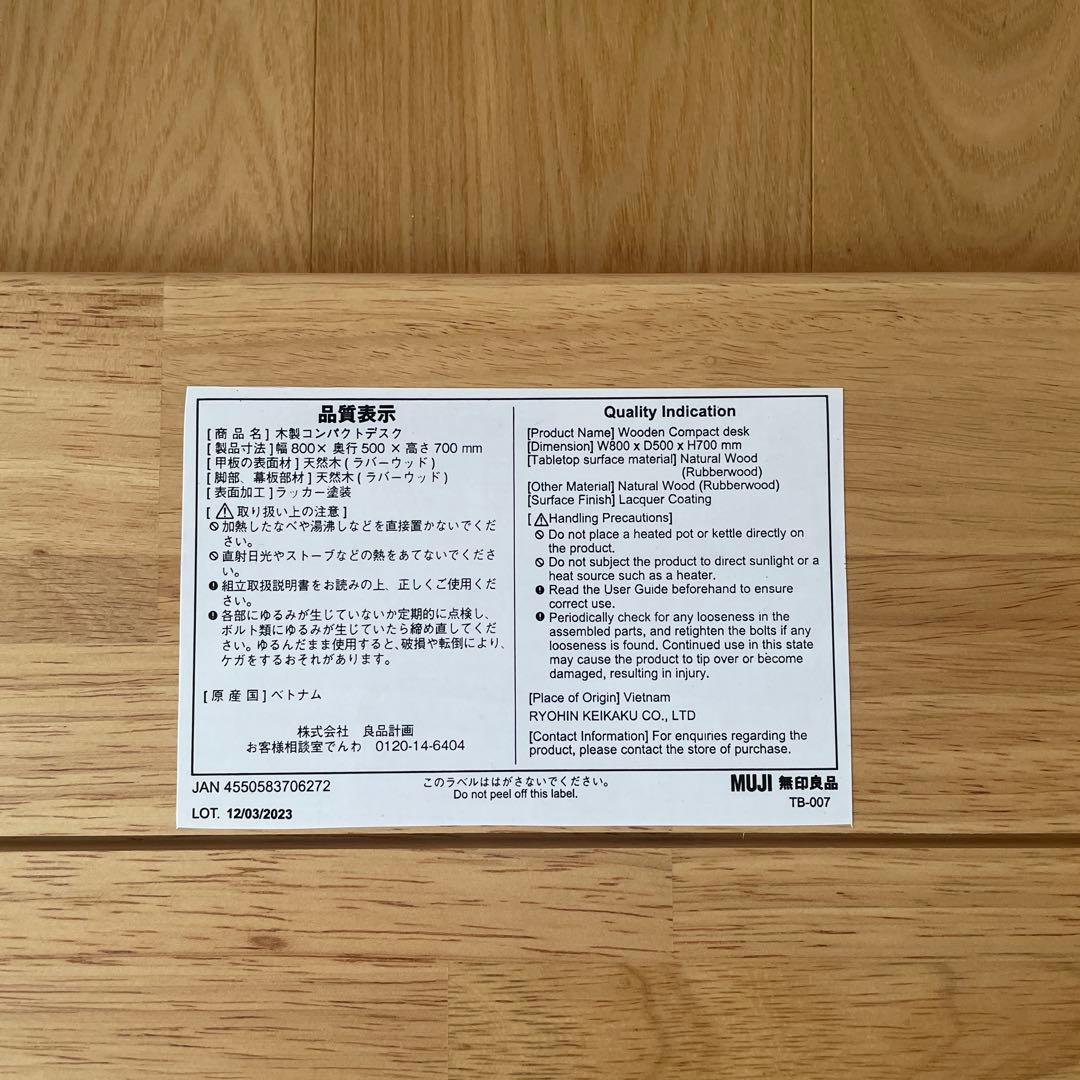 品質表示
[ 商 品 名 ] 木製コンパクトデスク
[ 製品寸法 ] 幅 800× 奥行 500 × 高さ 700 mm
[ 甲板の表面材 ] 天然木 ( ラバーウッド )
[ 脚部、幕板部材 ] 天然木 ( ラバーウッド )
[ 表面加工 ] ラッカー塗装
[ ⚠ 取り扱い上の注意 ]
加熱したなべや湯沸しなどを直接置かないでくだ
さい。
直射日光やストーブなどの熱をあてないでくださ
い。
組立取扱説明書をお読みの上、正しくご使用くだ
さい。
各部にゆるみが生じていないか定期的に点検し、
ボルト類にゆるみが生じていたら締め直してくだ
さい。ゆるんだまま使用すると、破損や転倒により、
ケガをするおそれがあります。
[ 原 産 国 ] ベトナム
株式会社 良品計画
お客様相談室でんわ 0120-14-6404
Quality Indication
[Product Name] Wooden Compact desk
[Dimension] W800 x D500 x H700 mm
[Tabletop surface material] Natural Wood
(Rubberwood)
[Other Material] Natural Wood (Rubberwood)
[Surface Finish] Lacquer Coating
[ ⚠ Handling Precautions]
Do not place a heated pot or kettle directly on
the product.
Do not subject the product to direct sunlight or a
heat source such as a heater.
Read the User Guide beforehand to ensure
correct use.
Periodically check for any looseness in the
assembled parts, and retighten the bolts if any
looseness is found. Continued use in this state
may cause the product to tip over or become
damaged, resulting in injury.
[Place of Origin] Vietnam
RYOHIN KEIKAKU CO., LTD
[Contact Information] For enquiries regarding the
product, please contact the store of purchase.
JAN 4550583706272
LOT. 12/03/2023
このラベルははがさないでください。
Do not peel off this label.
MUJI 無印良品
TB-007